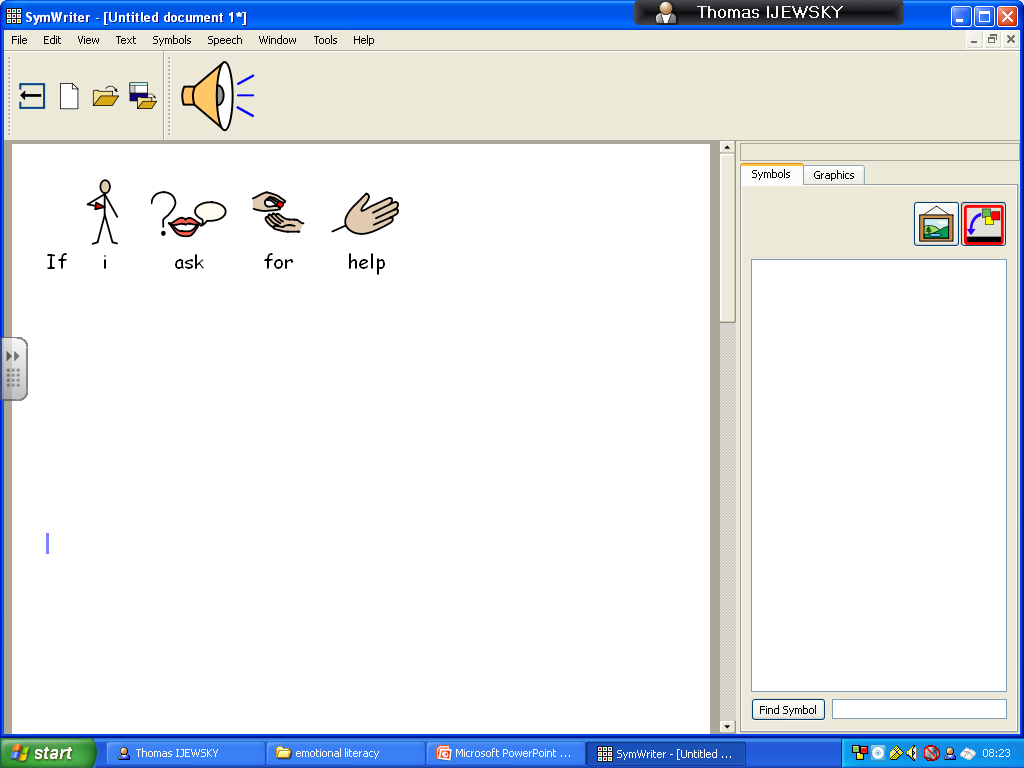 SymWriter - [Untitled document 1*]
Thomas IJEWSKY
File Edit View Text Symbols Speech Window Tools Help
Symbols Graphics
If i ask for help
Find Symbol
start Thomas IJEWSKY emotional literacy Microsoft PowerPoint ... SymWriter - [Untitled ... 08:23